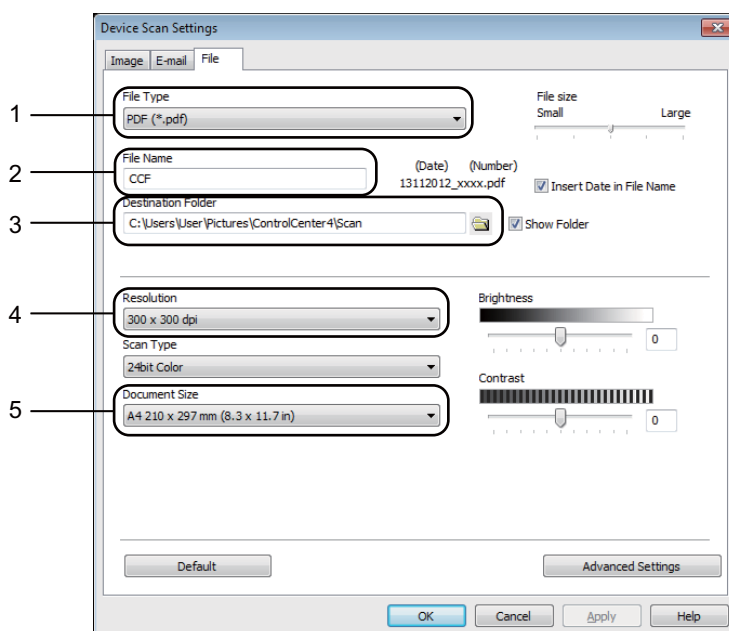 Device Scan Settings
Image E-mail File
1
File Type
PDF (*.pdf)
File size
Small Large
2
File Name
CCF
(Date) (Number)
13112012_xxxx.pdf
Insert Date in File Name
3
Destination Folder
C:\Users\User\Pictures\ControlCenter4\Scan
Show Folder
4
Resolution
300 x 300 dpi
Brightness
0
Scan Type
24bit Color
Contrast
0
5
Document Size
A4 210 x 297 mm (8.3 x 11.7 in)
Default Advanced Settings
OK Cancel Apply Help